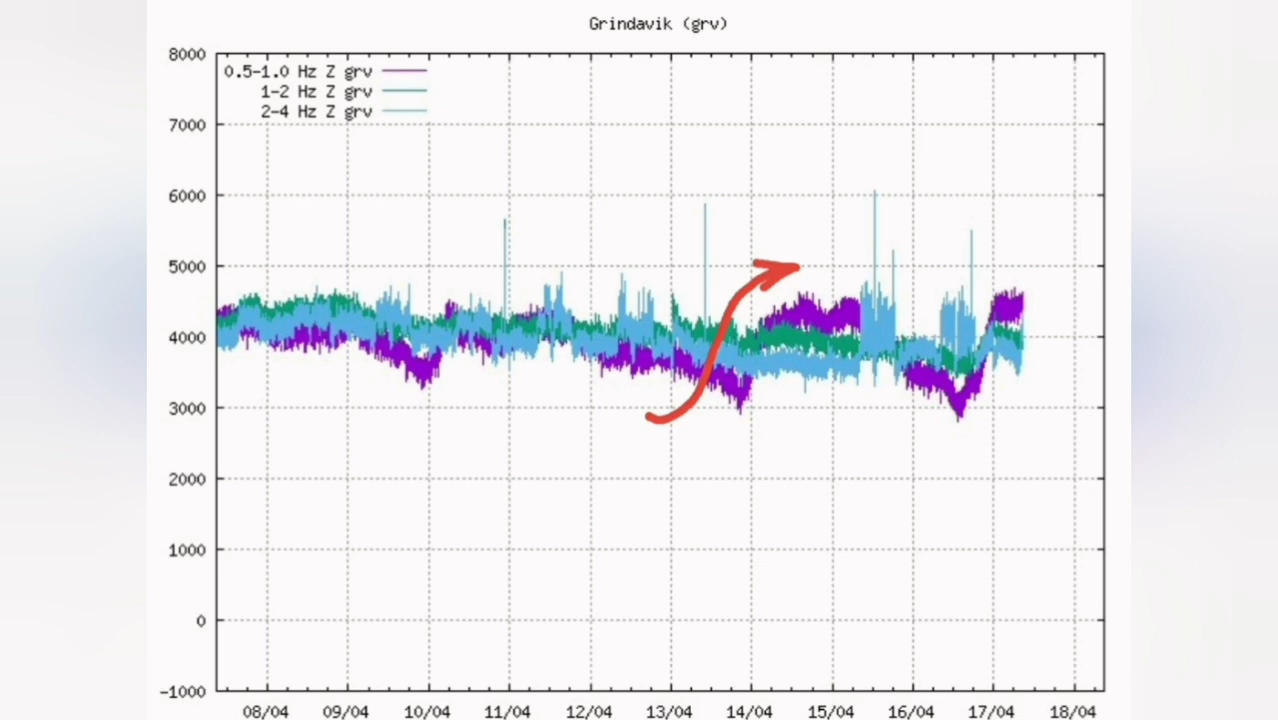 Grindavik (grv)
8000
0.5-1.0 Hz Z grv
1-2 Hz Z grv
2-4 Hz Z grv
7000
6000
5000
4000
3000
2000
1000
0
-1000
08/04 09/04 10/04 11/04 12/04 13/04 14/04 15/04 16/04 17/04 18/04